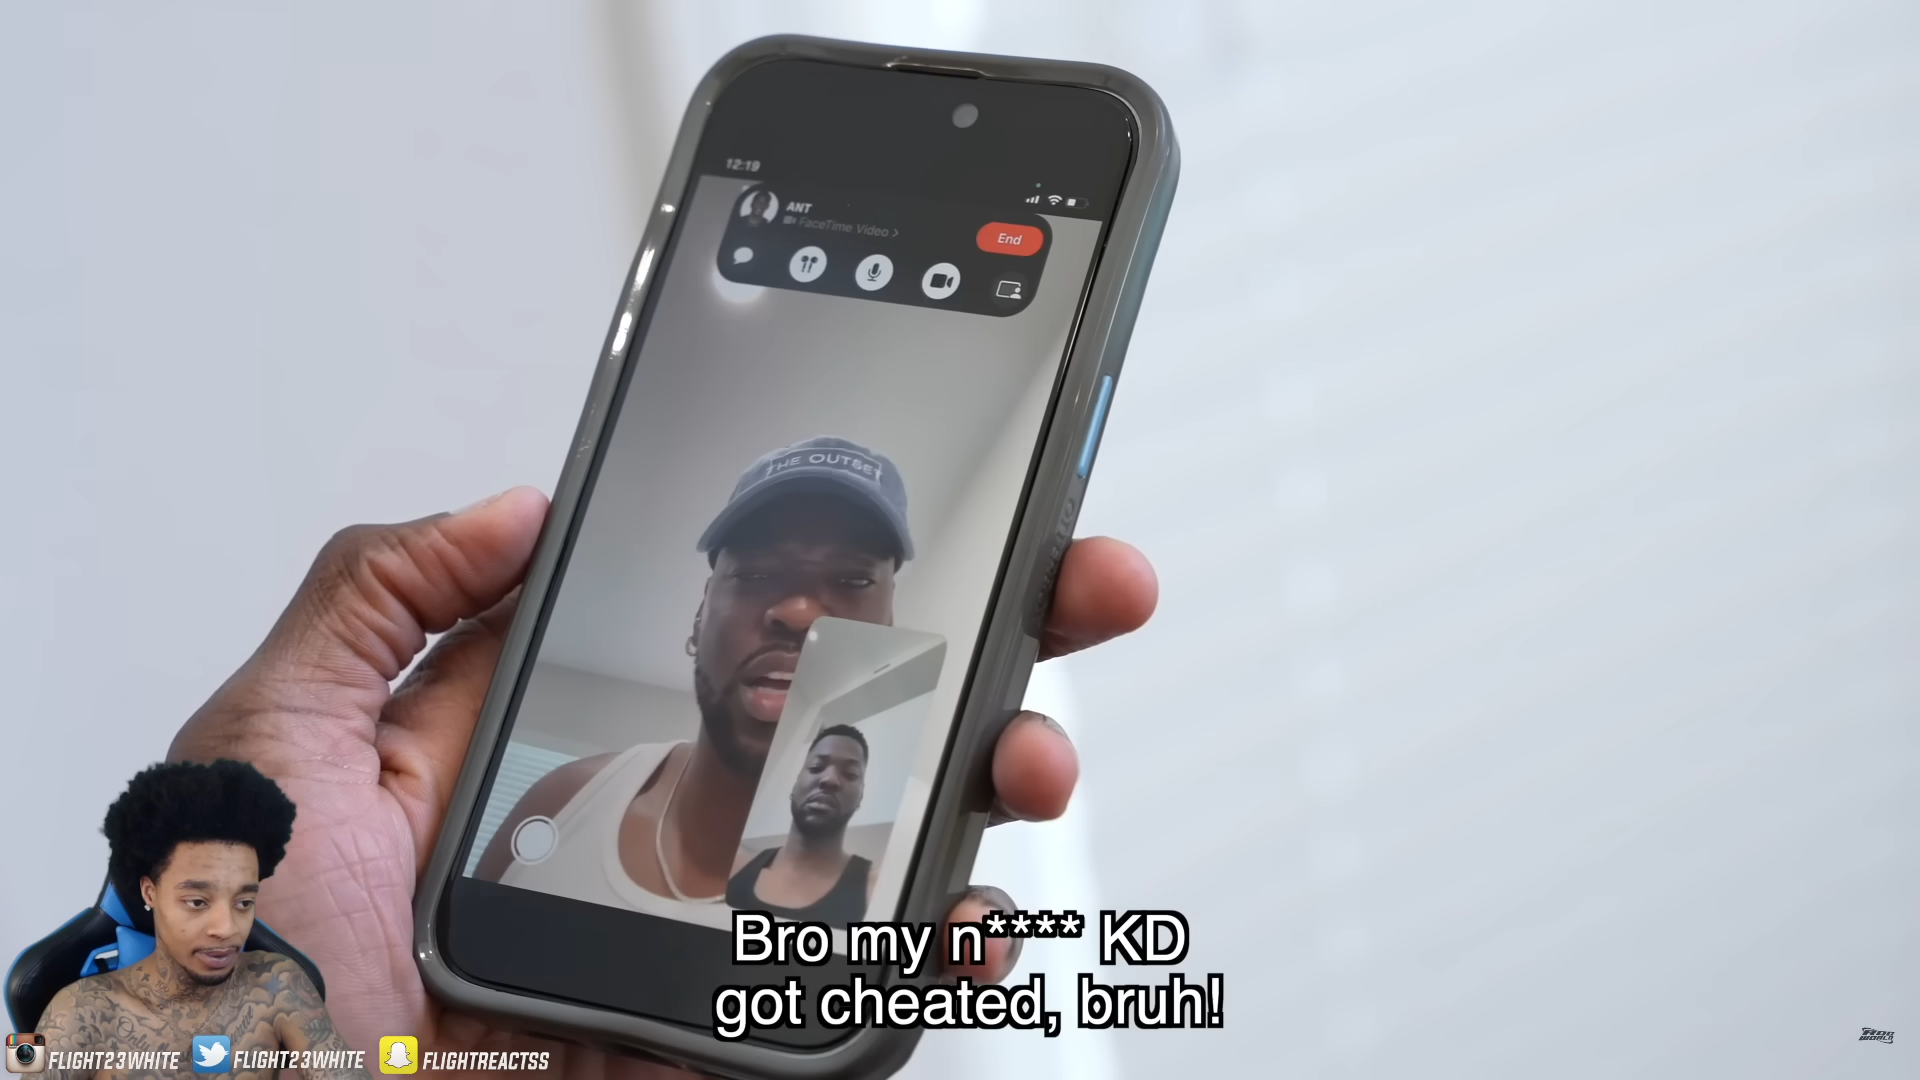 12:19
ANT
FaceTime Video >
End
THE OUTSET
Bro my n**** KD
got cheated, bruh!
FLIGHT23WHITE
FLIGHT23WHITE
FLIGHTREACTSS